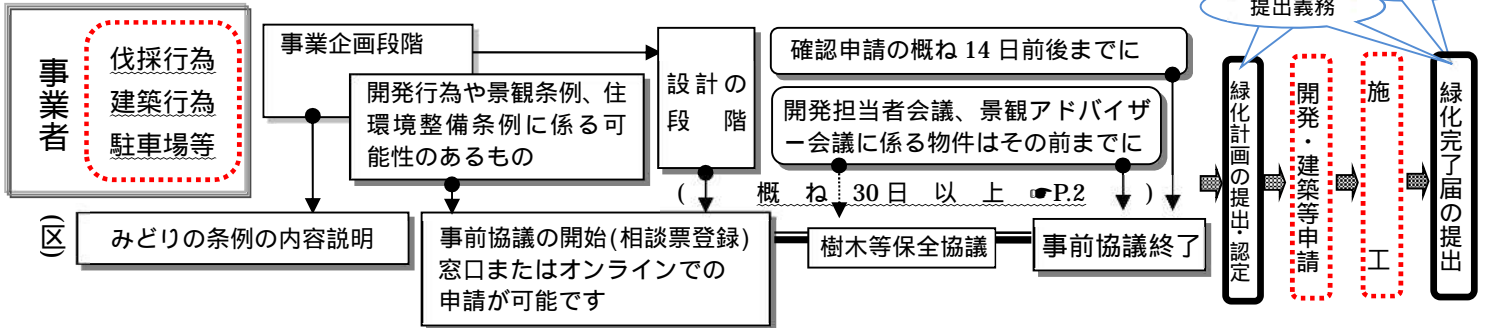 提出義務
事業者
伐採行為
建築行為
駐車場等
事業企画段階
開発行為や景観条例、住
環境整備条例に係る可
能性のあるもの
設計の
段階
確認申請の概ね 14 日前後までに
開発担当者会議、景観アドバイザ
ー会議に係る物件はその前までに
( 概 ね 30 日 以 上 ☞P.2 )
(区)
みどりの条例の内容説明
事前協議の開始(相談票登録)
窓口またはオンラインでの
申請が可能です
樹木等保全協議
事前協議終了
緑化計画の提出・認定
開発・建築等申請
施工
緑化完了届の提出